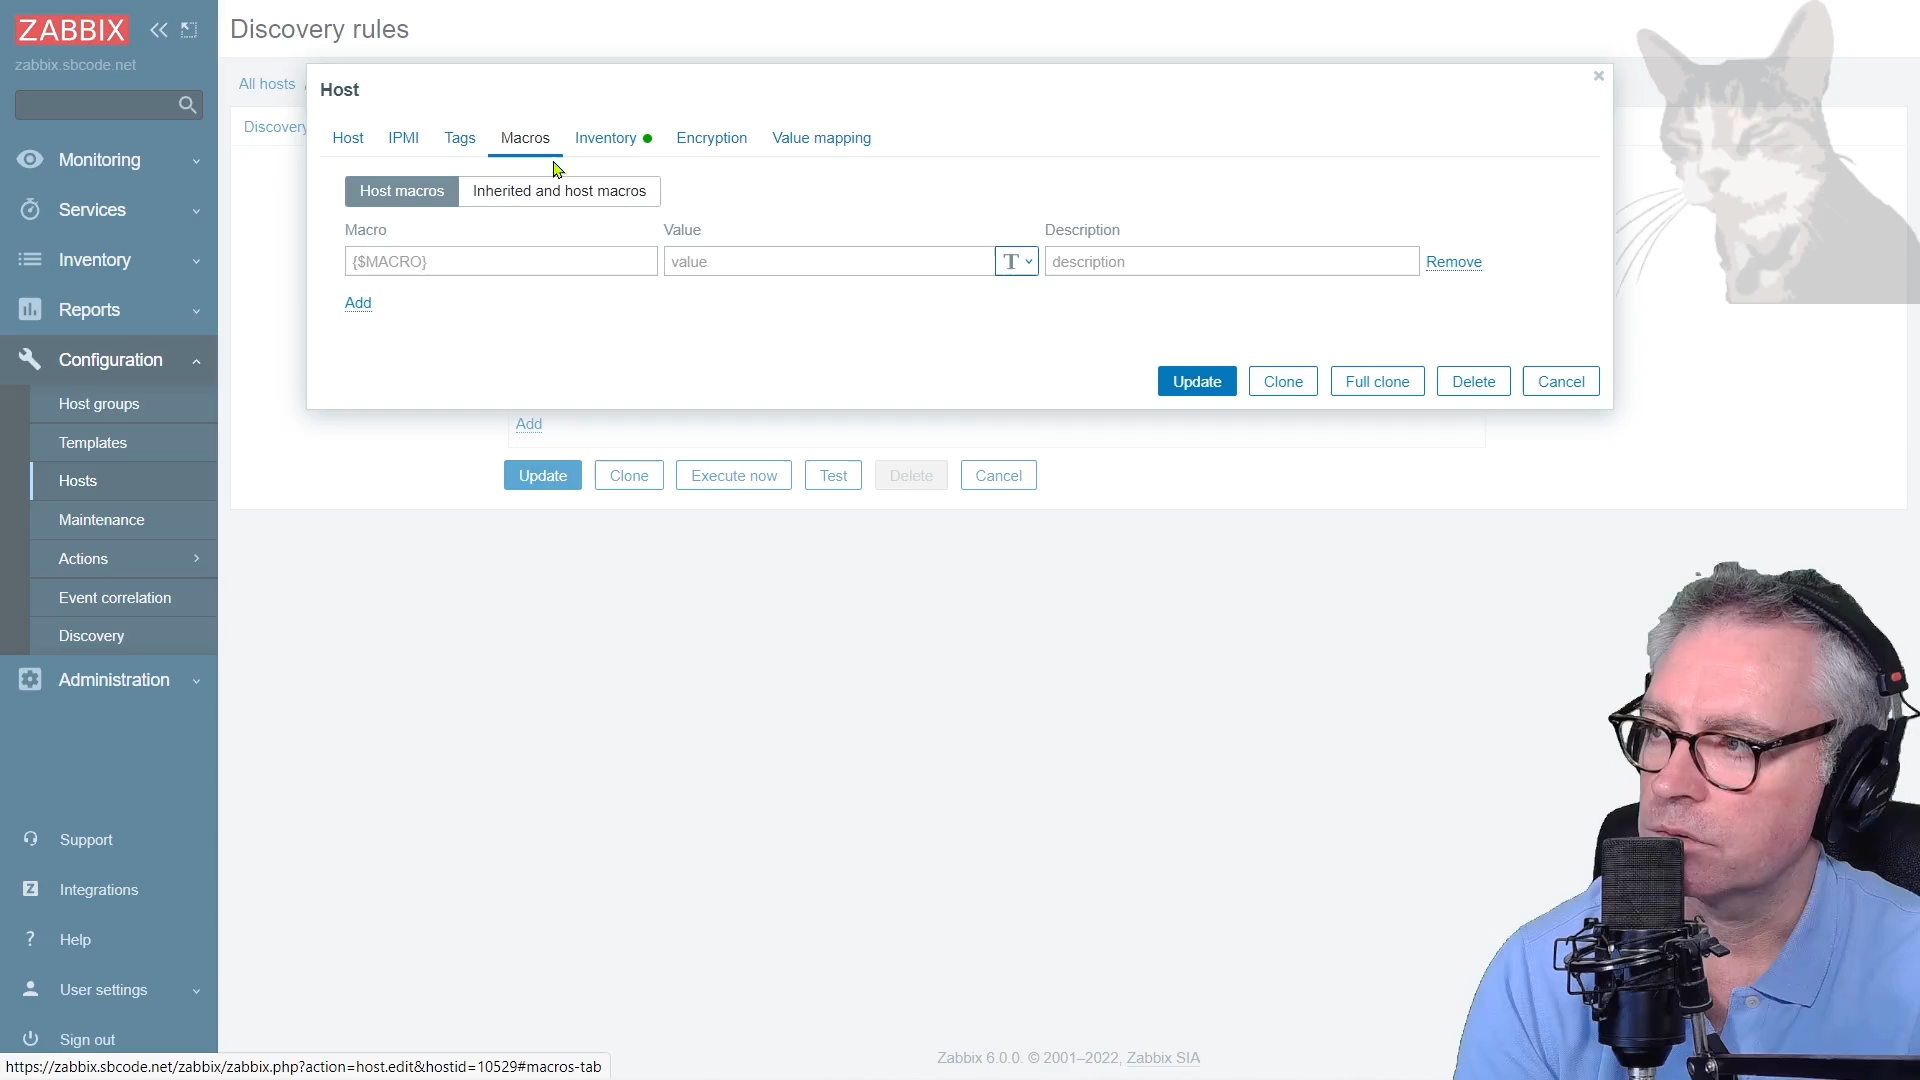 ZABBIX
zabbix.sbcode.net
Monitoring
Services
Inventory
Reports
Configuration
Host groups
Templates
Hosts
Maintenance
Actions
Event correlation
Discovery
Administration
Support
Integrations
Help
User settings
Sign out
Discovery rules
All hosts
Discovery
Host
Host IPMI Tags Macros Inventory Encryption Value mapping
Host macros Inherited and host macros
Macro Value Description
{$MACRO} value T description Remove
Add
Update Clone Full clone Delete Cancel
Add
Update Clone Execute now Test Delete Cancel
Zabbix 6.0.0. © 2001–2022, Zabbix SIA
https://zabbix.sbcode.net/zabbix/zabbix.php?action=host.edit&hostid=10529#macros-tab